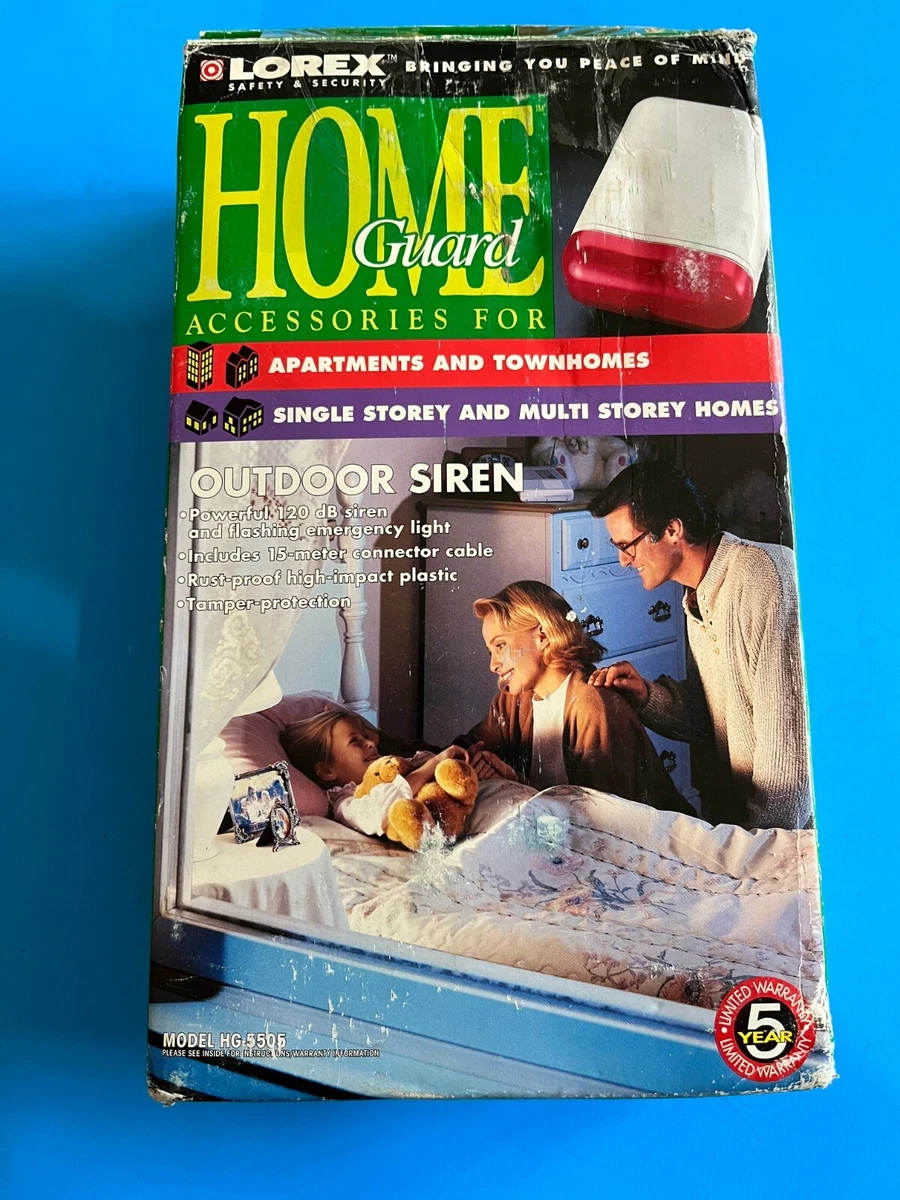 LOREX™ BRINGING YOU PEACE OF MIND
SAFETY & SECURITY
HOME™
Guard
ACCESSORIES FOR
APARTMENTS AND TOWNHOMES
SINGLE STOREY AND MULTI STOREY HOMES
OUTDOOR SIREN
•Powerful 120 dB siren
and flashing emergency light
•Includes 15-meter connector cable
•Rust-proof high-impact plastic
•Tamper-protection
MODEL HG-5505
PLEASE SEE INSIDE FOR INSTRUCTIONS/WARRANTY INFORMATION
• LIMITED WARRANTY •
5
YEAR
LIMITED WARRANTY